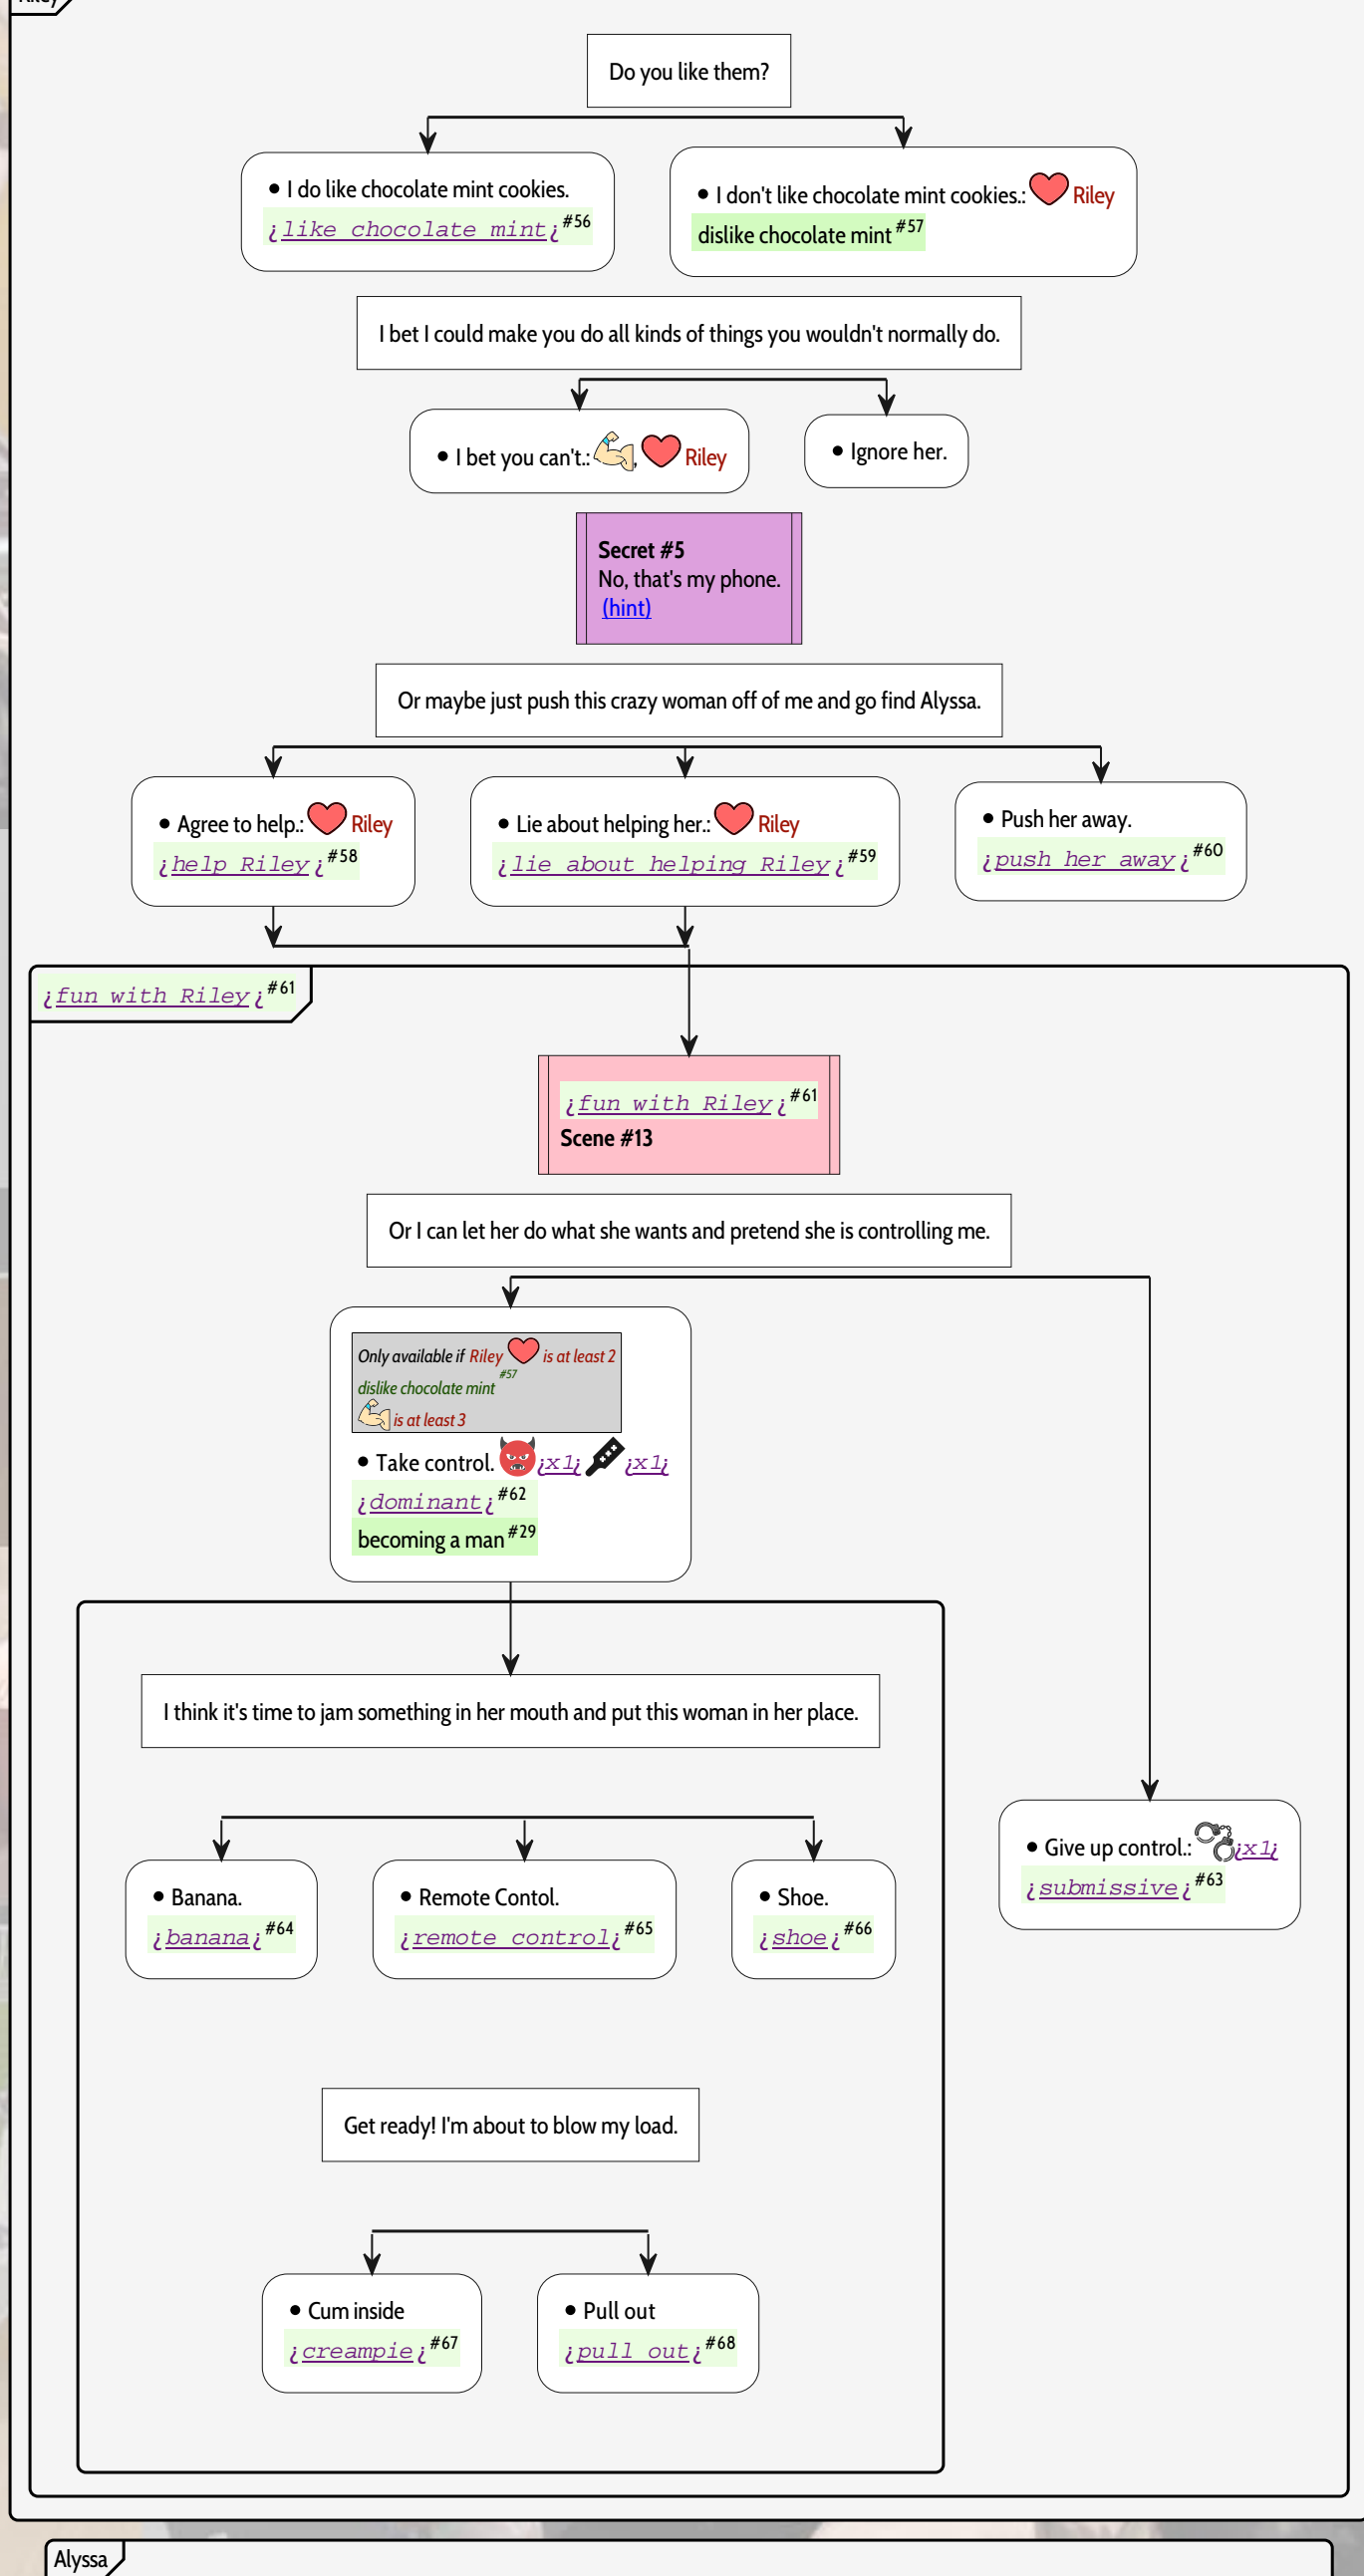 Riley
Do you like them?
• I do like chocolate mint cookies.
¿like chocolate mint¿ #56
• I don't like chocolate mint cookies.: Riley
dislike chocolate mint #57
I bet I could make you do all kinds of things you wouldn't normally do.
• I bet you can't.: , Riley
• Ignore her.
Secret #5
No, that's my phone.
(hint)
Or maybe just push this crazy woman off of me and go find Alyssa.
• Agree to help.: Riley
¿help Riley¿ #58
• Lie about helping her.: Riley
¿lie about helping Riley¿ #59
• Push her away.
¿push her away¿ #60
¿fun with Riley¿ #61
¿fun with Riley¿ #61
Scene #13
Or I can let her do what she wants and pretend she is controlling me.
Only available if Riley is at least 2
dislike chocolate mint #57
is at least 3
• Take control. ¿x1¿ ¿x1¿
¿dominant¿ #62
becoming a man #29
I think it's time to jam something in her mouth and put this woman in her place.
• Give up control.: ¿x1¿
¿submissive¿ #63
• Banana.
¿banana¿ #64
• Remote Contol.
¿remote control¿ #65
• Shoe.
¿shoe¿ #66
Get ready! I'm about to blow my load.
• Cum inside
¿creampie¿ #67
• Pull out
¿pull out¿ #68
Alyssa